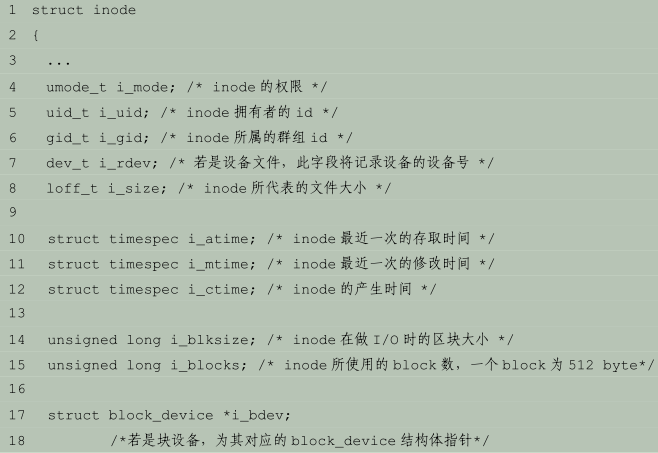 1 struct inode
2 {
3 ...
4 umode_t i_mode; /* inode的权限 */
5 uid_t i_uid; /* inode拥有者的id */
6 gid_t i_gid; /* inode所属的群组id */
7 dev_t i_rdev; /* 若是设备文件，此字段将记录设备的设备号 */
8 loff_t i_size; /* inode所代表的文件大小 */
9
10 struct timespec i_atime; /* inode最近一次的存取时间 */
11 struct timespec i_mtime; /* inode最近一次的修改时间 */
12 struct timespec i_ctime; /* inode的产生时间 */
13
14 unsigned long i_blksize; /* inode在做I/O时的区块大小 */
15 unsigned long i_blocks; /* inode所使用的block数，一个block为512 byte*/
16
17 struct block_device *i_bdev;
18 /*若是块设备，为其对应的block_device结构体指针*/